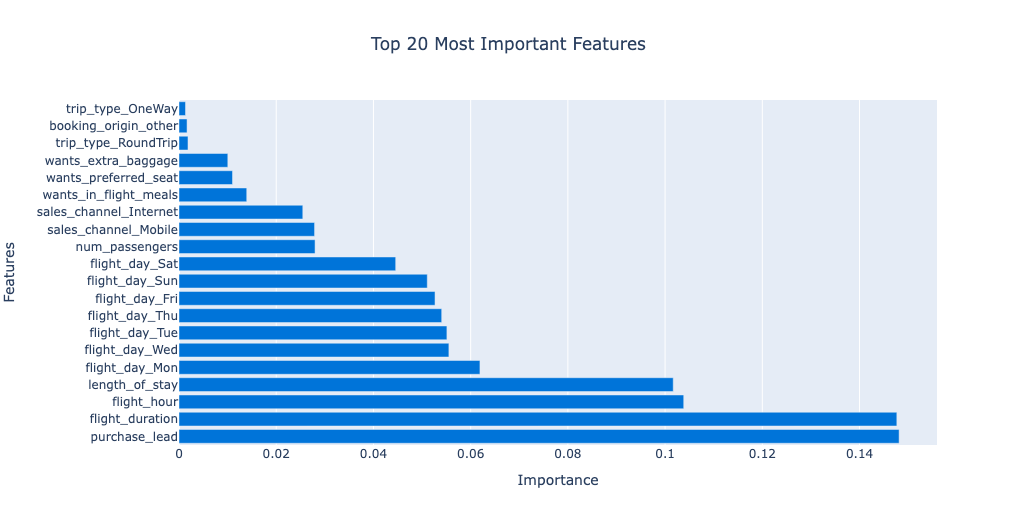 Top 20 Most Important Features
trip_type_OneWay
booking_origin_other
trip_type_RoundTrip
wants_extra_baggage
wants_preferred_seat
wants_in_flight_meals
sales_channel_Internet
sales_channel_Mobile
num_passengers
flight_day_Sat
flight_day_Sun
flight_day_Fri
flight_day_Thu
flight_day_Tue
flight_day_Wed
flight_day_Mon
length_of_stay
flight_hour
flight_duration
purchase_lead
Features
0 0.02 0.04 0.06 0.08 0.1 0.12 0.14
Importance